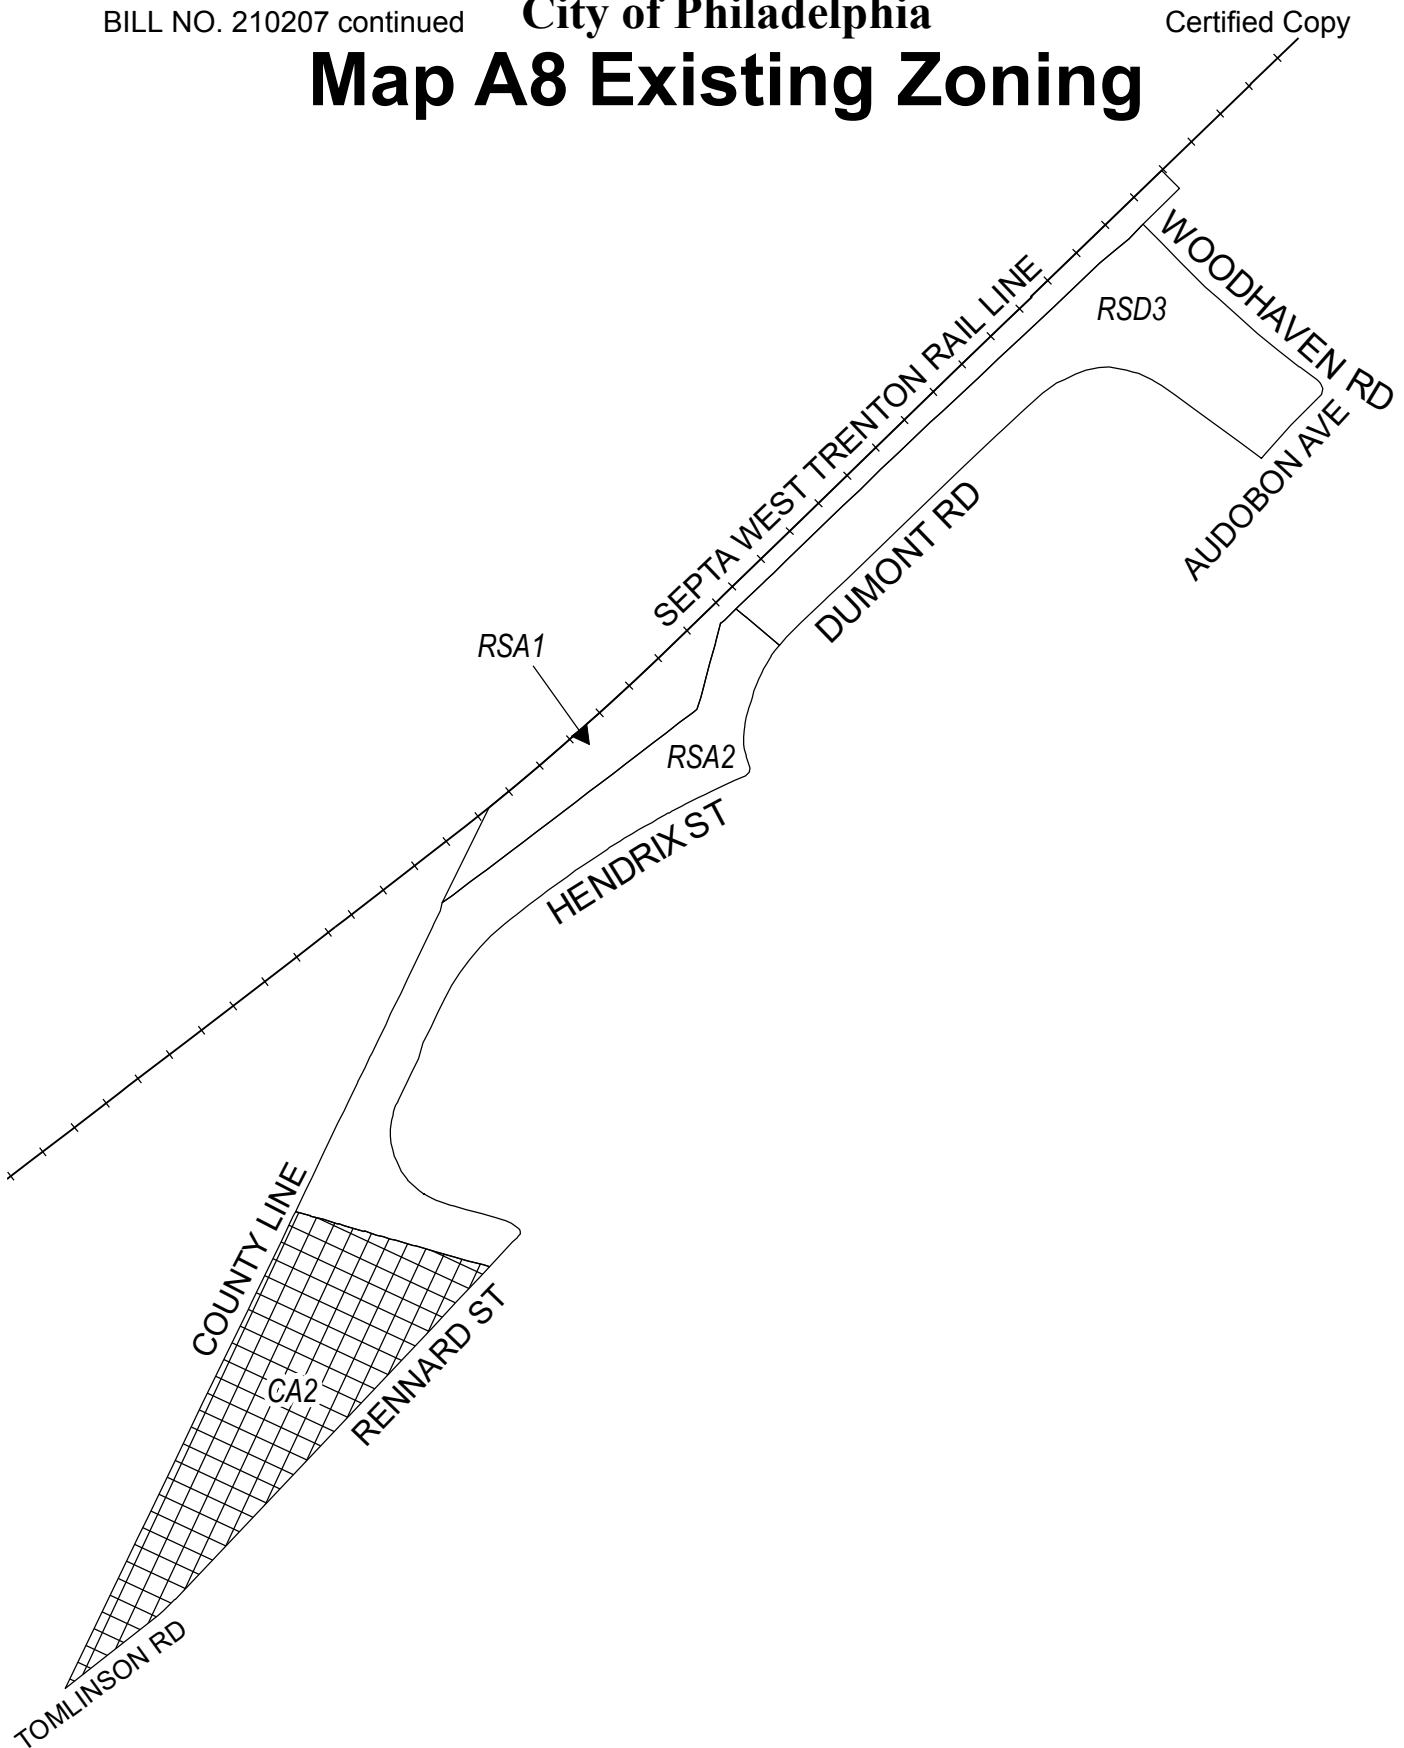 BILL NO. 210207 continued
City of Philadelphia
Certified Copy
Map A8 Existing Zoning
WOODHAVEN RD
RSD3
SEPTA WEST TRENTON RAIL LINE
AUDOBON AVE
DUMONT RD
RSA1
RSA2
HENDRIX ST
COUNTY LINE
RENNARD ST
CA2
TOMLINSON RD